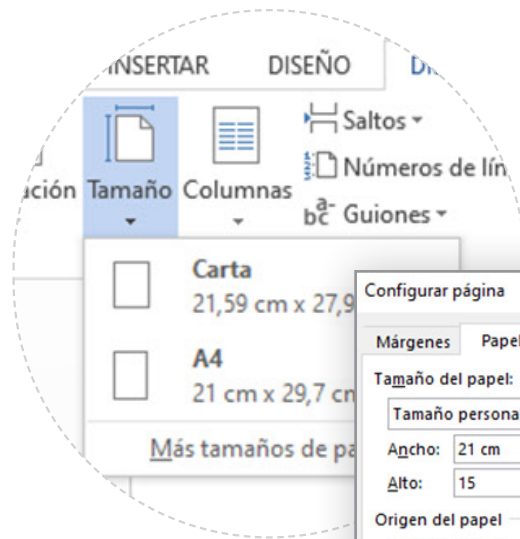 INSERTAR DISEÑO
Saltos
Números de lín
ación Tamaño Columnas
Guiones
Carta
21,59 cm x 27,9
A4
21 cm x 29,7 cm
Más tamaños de pa
Configurar página
Márgenes Papel
Tamaño del papel:
Tamaño persona
Ancho: 21 cm
Alto: 15
Origen del papel